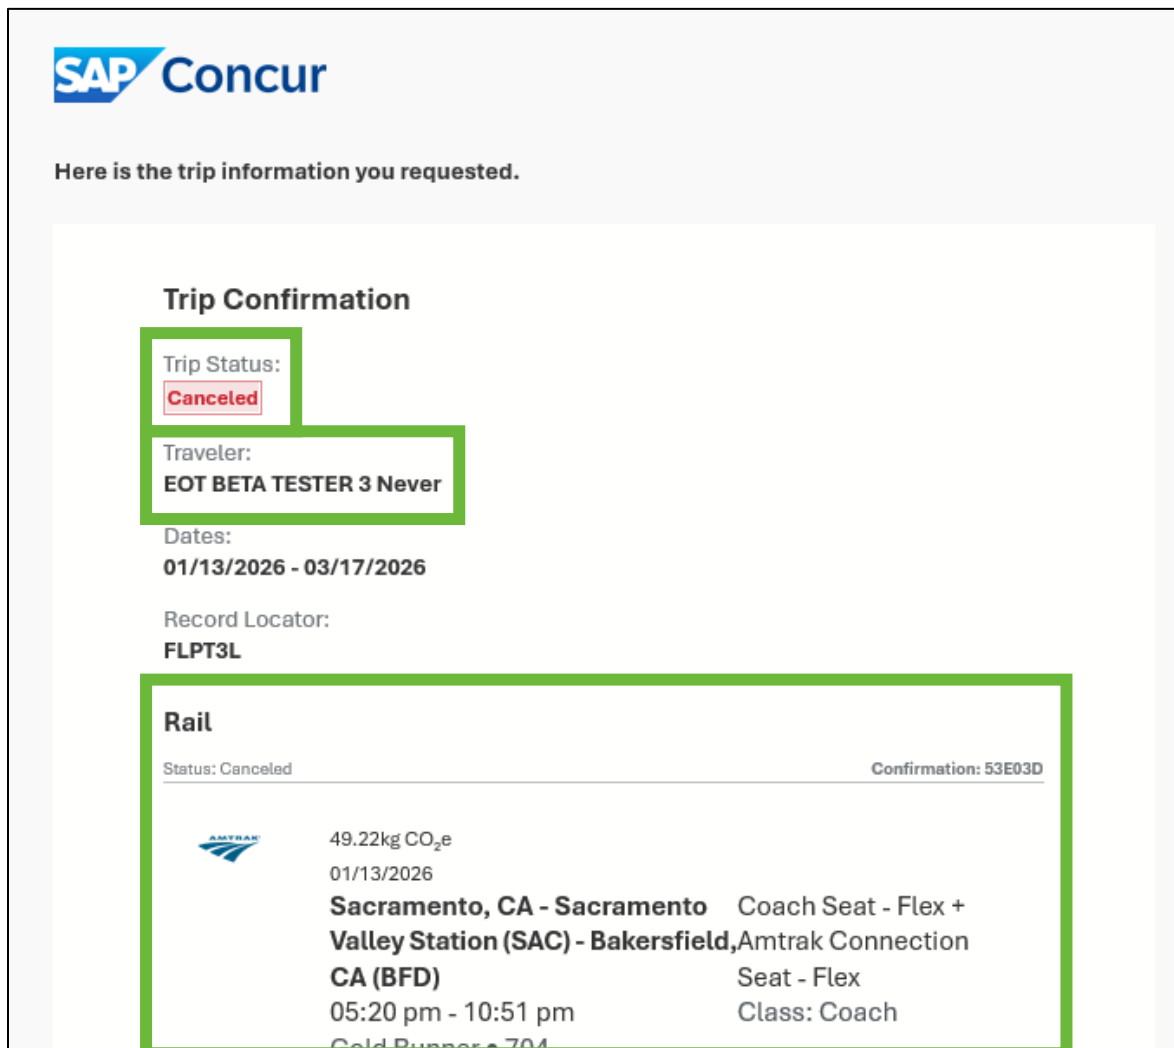 SAP Concur
Here is the trip information you requested.
Trip Confirmation
Trip Status:
Canceled
Traveler:
EOT BETA TESTER 3 Never
Dates:
01/13/2026 - 03/17/2026
Record Locator:
FLPT3L
Rail
Status: Canceled
Confirmation: 53E03D
AMTRAK
49.22kg CO₂e
01/13/2026
Sacramento, CA - Sacramento
Valley Station (SAC) - Bakersfield,
CA (BFD)
05:20 pm - 10:51 pm
Gold Runner • 704
Coach Seat - Flex +
Amtrak Connection
Seat - Flex
Class: Coach